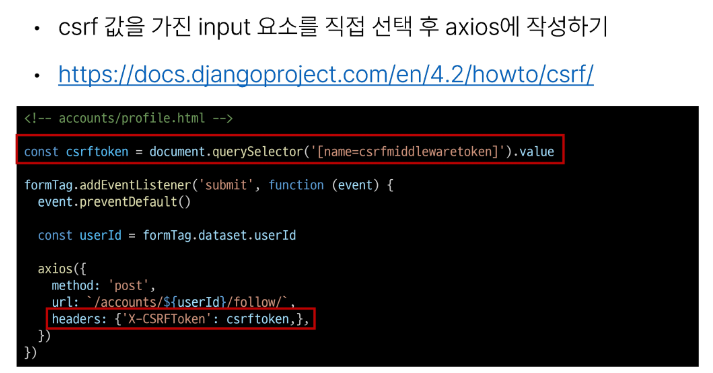 • csrf 값을 가진 input 요소를 직접 선택 후 axios에 작성하기
• https://docs.djangoproject.com/en/4.2/howto/csrf/
<!-- accounts/profile.html -->
const csrftoken = document.querySelector('[name=csrfmiddlewaretoken]').value
formTag.addEventListener('submit', function (event) {
  event.preventDefault()
  const userId = formTag.dataset.userId
  axios({
    method: 'post',
    url: `/accounts/${userId}/follow/`,
    headers: {'X-CSRFToken': csrftoken,},
  })
})